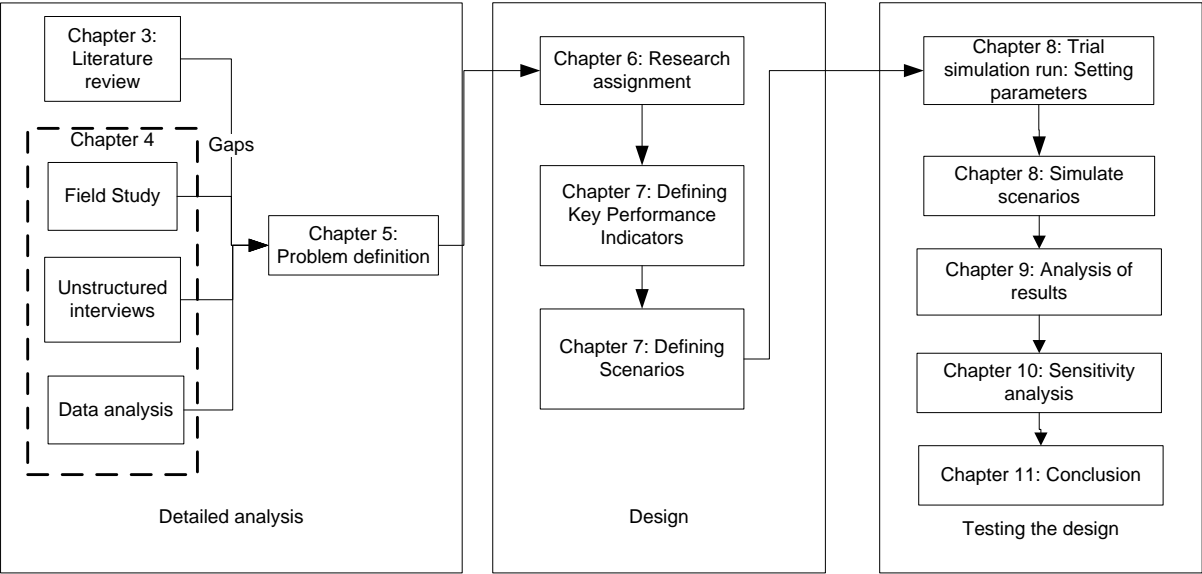 Chapter 3:
Literature
review
Chapter 4
Gaps
Field Study
Unstructured
interviews
Data analysis
Chapter 5:
Problem definition
Detailed analysis
Chapter 6: Research
assignment
Chapter 7: Defining
Key Performance
Indicators
Chapter 7: Defining
Scenarios
Design
Chapter 8: Trial
simulation run: Setting
parameters
Chapter 8: Simulate
scenarios
Chapter 9: Analysis of
results
Chapter 10: Sensitivity
analysis
Chapter 11: Conclusion
Testing the design